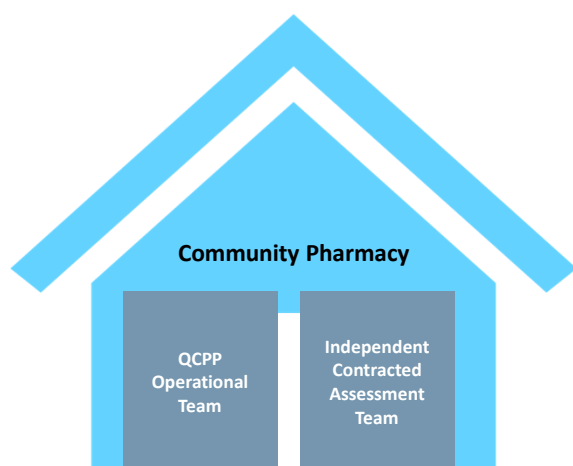 Community Pharmacy
QCPP
Operational
Team
Independent
Contracted
Assessment
Team